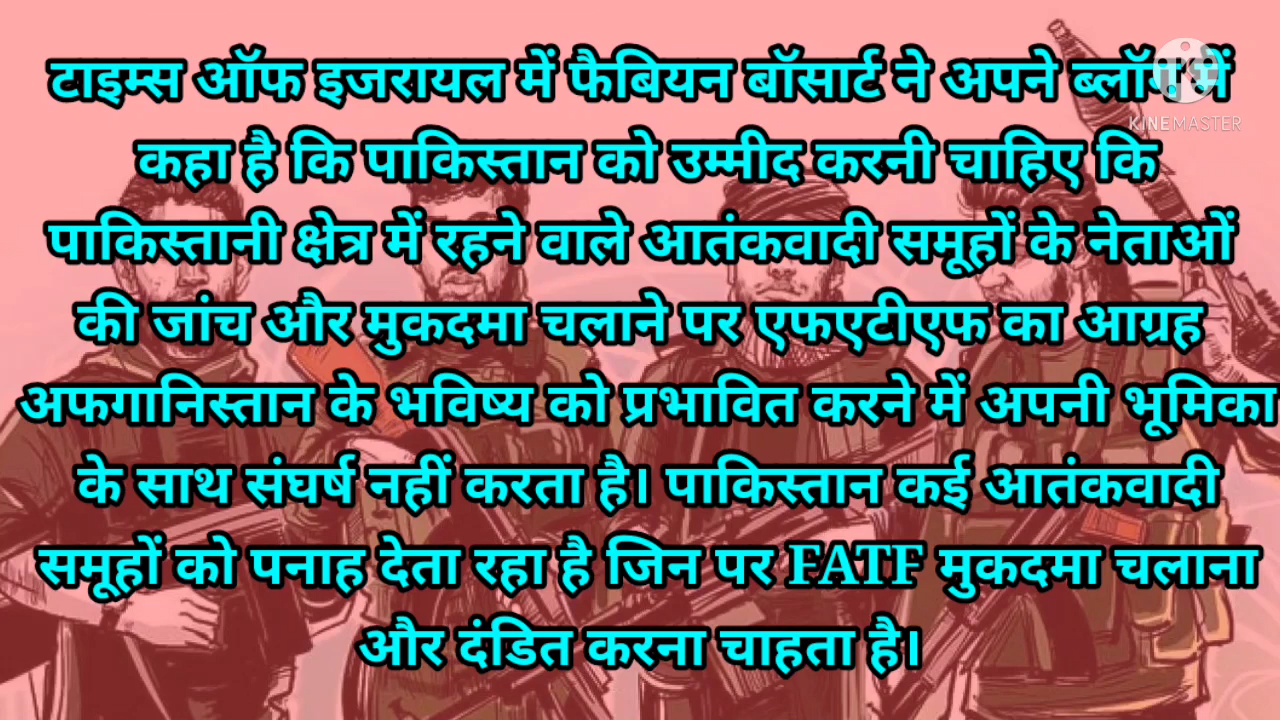 टाइम्स ऑफ इजरायल में फैबियन बॉसार्ट ने अपने ब्लॉग में
कहा है कि पाकिस्तान को उम्मीद करनी चाहिए कि
पाकिस्तानी क्षेत्र में रहने वाले आतंकवादी समूहों के नेताओं
की जांच और मुकदमा चलाने पर एफएटीएफ का आग्रह
अफगानिस्तान के भविष्य को प्रभावित करने में अपनी भूमिका
के साथ संघर्ष नहीं करता है। पाकिस्तान कई आतंकवादी
समूहों को पनाह देता रहा है जिन पर FATF मुकदमा चलाना
और दंडित करना चाहता है।
KINEMASTER